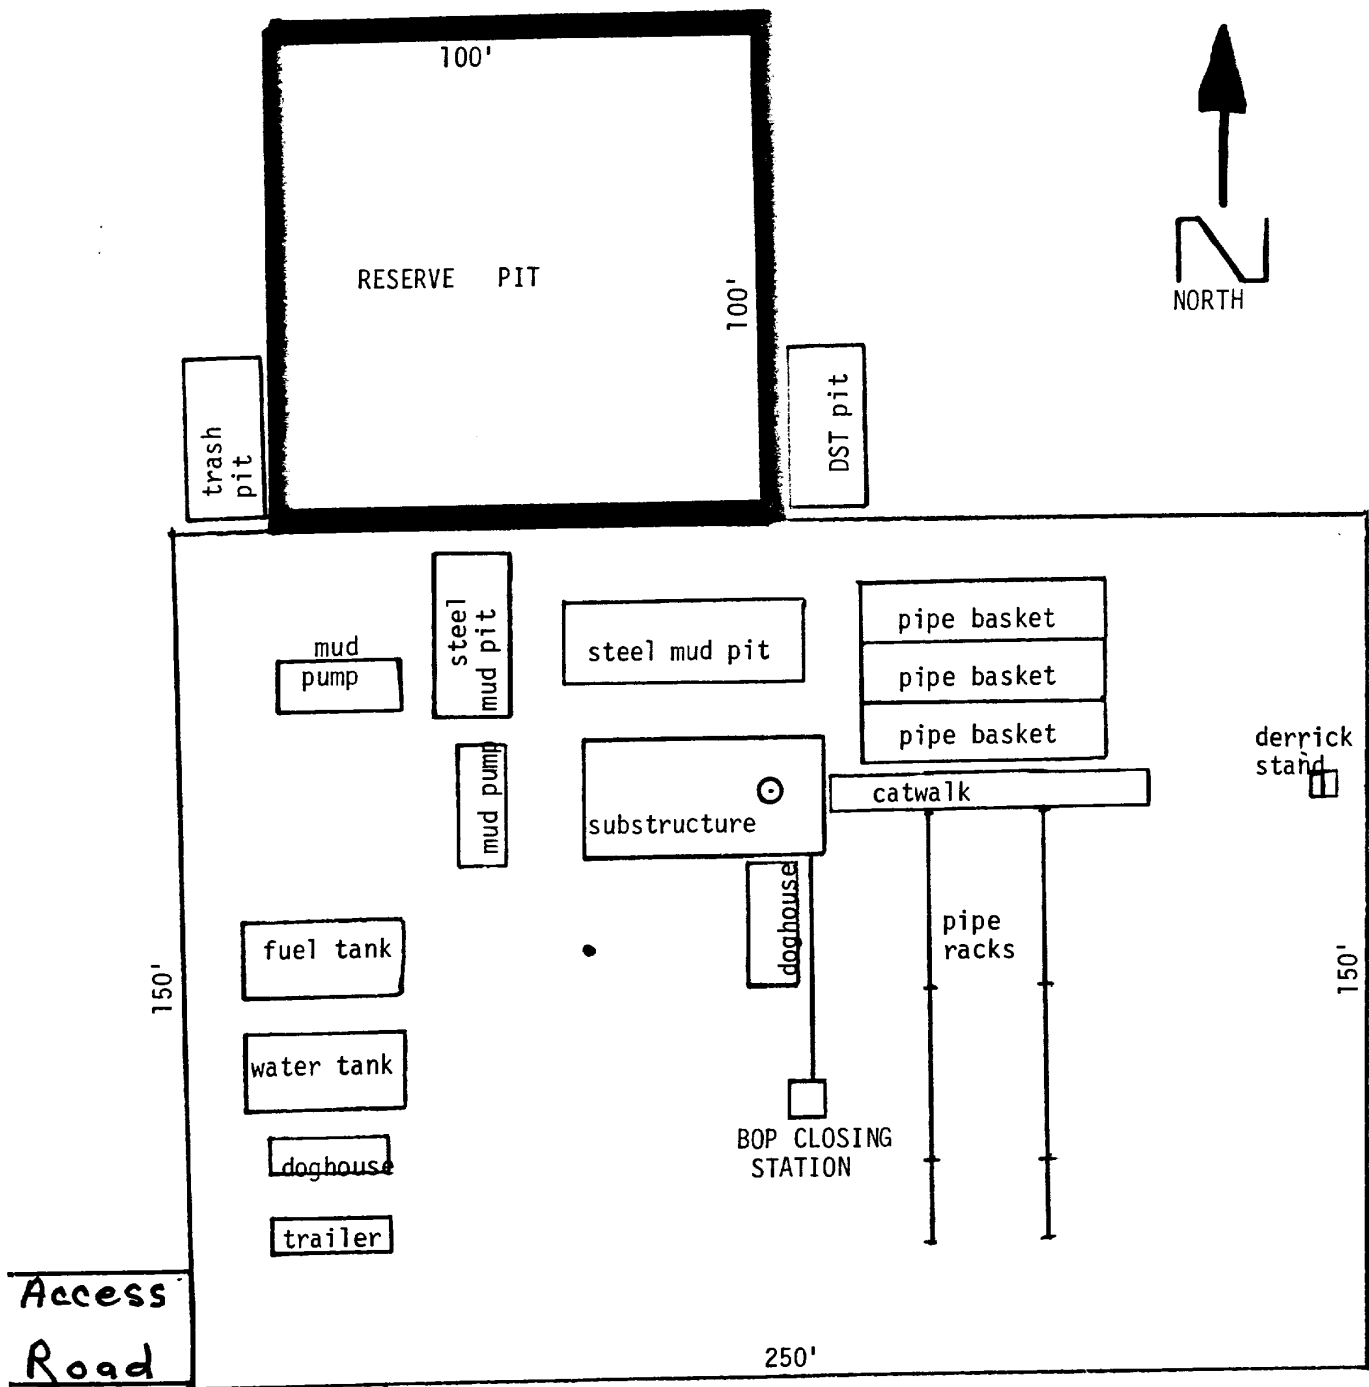 100'
RESERVE PIT
100'
N
NORTH
trash
pit
DST pit
steel
mud pit
mud
pump
steel mud pit
pipe basket
pipe basket
pipe basket
derrick
stand
mud pump
substructure
catwalk
doghouse
pipe
racks
fuel tank
150'
150'
water tank
BOP CLOSING
STATION
doghouse
trailer
Access
Road
250'